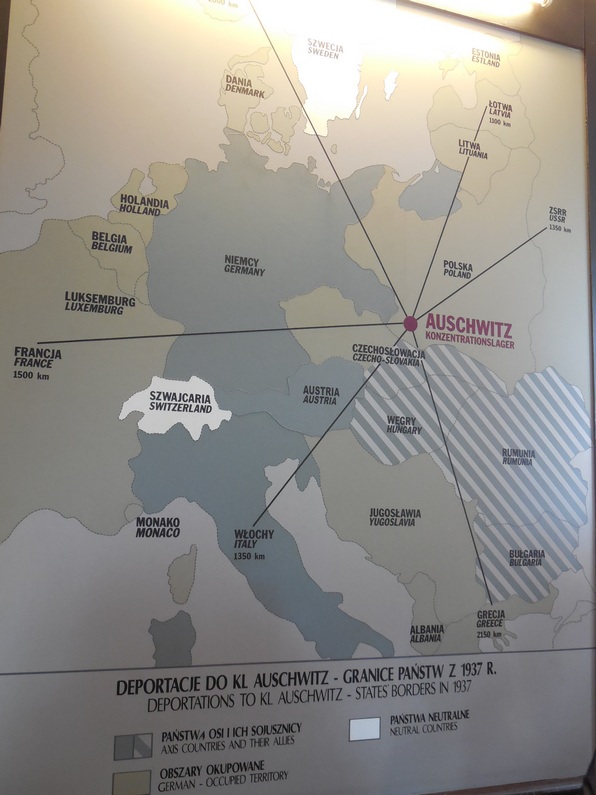 SZWECJA
SWEDEN
ESTONIA
ESTLAND
DANIA
DENMARK
ŁOTWA
LATVIA
1100 km
LITWA
LITUANIA
HOLANDIA
HOLLAND
ZSRR
USSR
1350 km
BELGIA
BELGIUM
NIEMCY
GERMANY
POLSKA
POLAND
LUKSEMBURG
LUXEMBURG
AUSCHWITZ
KONZENTRATIONSLAGER
FRANCJA
FRANCE
1500 km
CZECHOSŁOWACJA
CZECHO-SLOVAKIA
SZWAJCARIA
SWITZERLAND
AUSTRIA
AUSTRIA
WĘGRY
HUNGARY
RUMUNIA
RUMUNIA
MONAKO
MONACO
WŁOCHY
ITALY
1350 km
JUGOSŁAWIA
YUGOSLAVIA
BUŁGARIA
BULGARIA
ALBANIA
ALBANIA
GRECJA
GREECE
2150 km
DEPORTACJE DO KL AUSCHWITZ - GRANICE PAŃSTW Z 1937 R.
DEPORTATIONS TO KL AUSCHWITZ - STATES' BORDERS IN 1937
PAŃSTWA OSI I ICH SOJUSZNICY
AXIS COUNTRIES AND THEIR ALLIES
PAŃSTWA NEUTRALNE
NEUTRAL COUNTRIES
OBSZARY OKUPOWANE
GERMAN - OCCUPIED TERRITORY